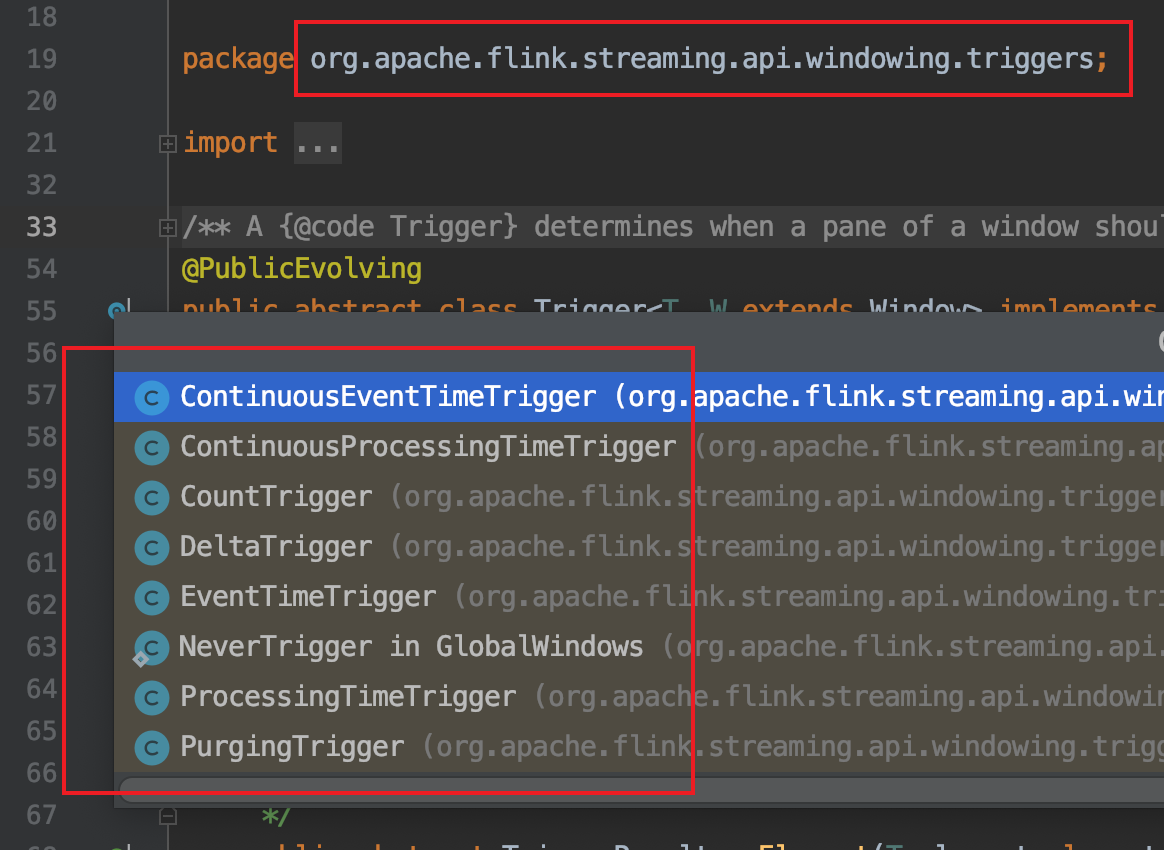 18
19 package org.apache.flink.streaming.api.windowing.triggers;
20
21 import ...
32
33 /** A {@code Trigger} determines when a pane of a window shoul
54 @PublicEvolving
55 public abstract class Trigger<T, W extends Window> implements
56
57 ContinuousEventTimeTrigger (org.apache.flink.streaming.api.win
58 ContinuousProcessingTimeTrigger (org.apache.flink.streaming.ap
59 CountTrigger (org.apache.flink.streaming.api.windowing.trigger
60
61 DeltaTrigger (org.apache.flink.streaming.api.windowing.trigger
62 EventTimeTrigger (org.apache.flink.streaming.api.windowing.tri
63 NeverTrigger in GlobalWindows (org.apache.flink.streaming.api.
64 ProcessingTimeTrigger (org.apache.flink.streaming.api.windowin
65 PurgingTrigger (org.apache.flink.streaming.api.windowing.trigg
66
67 */